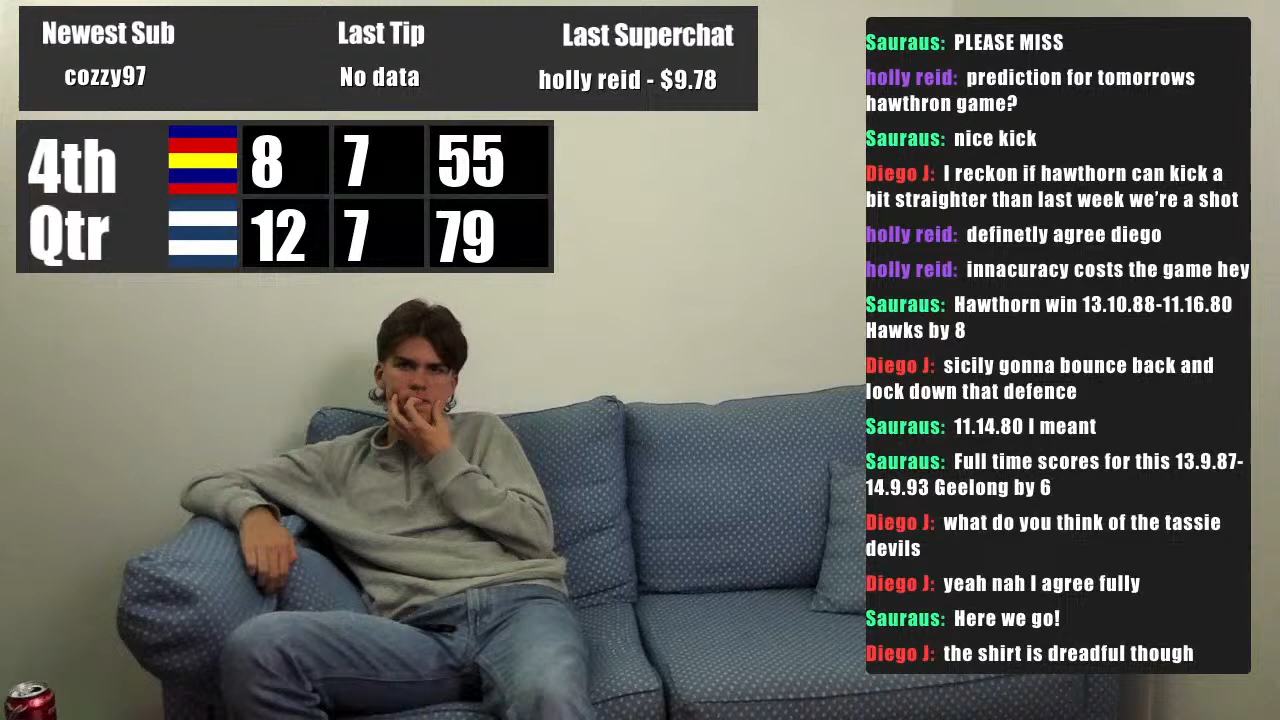 Newest Sub
Last Tip
Last Superchat
cozzy97
No data
holly reid - $9.78
4th
Qtr
8 7 55
12 7 79
Sauraus: PLEASE MISS
holly reid: prediction for tomorrows
hawthron game?
Sauraus: nice kick
Diego J: I reckon if hawthorn can kick a
bit straighter than last week we're a shot
holly reid: definetly agree diego
holly reid: innacuracy costs the game hey
Sauraus: Hawthorn win 13.10.88-11.16.80
Hawks by 8
Diego J: sicily gonna bounce back and
lock down that defence
Sauraus: 11.14.80 I meant
Sauraus: Full time scores for this 13.9.87-
14.9.93 Geelong by 6
Diego J: what do you think of the tassie
devils
Diego J: yeah nah I agree fully
Sauraus: Here we go!
Diego J: the shirt is dreadful though